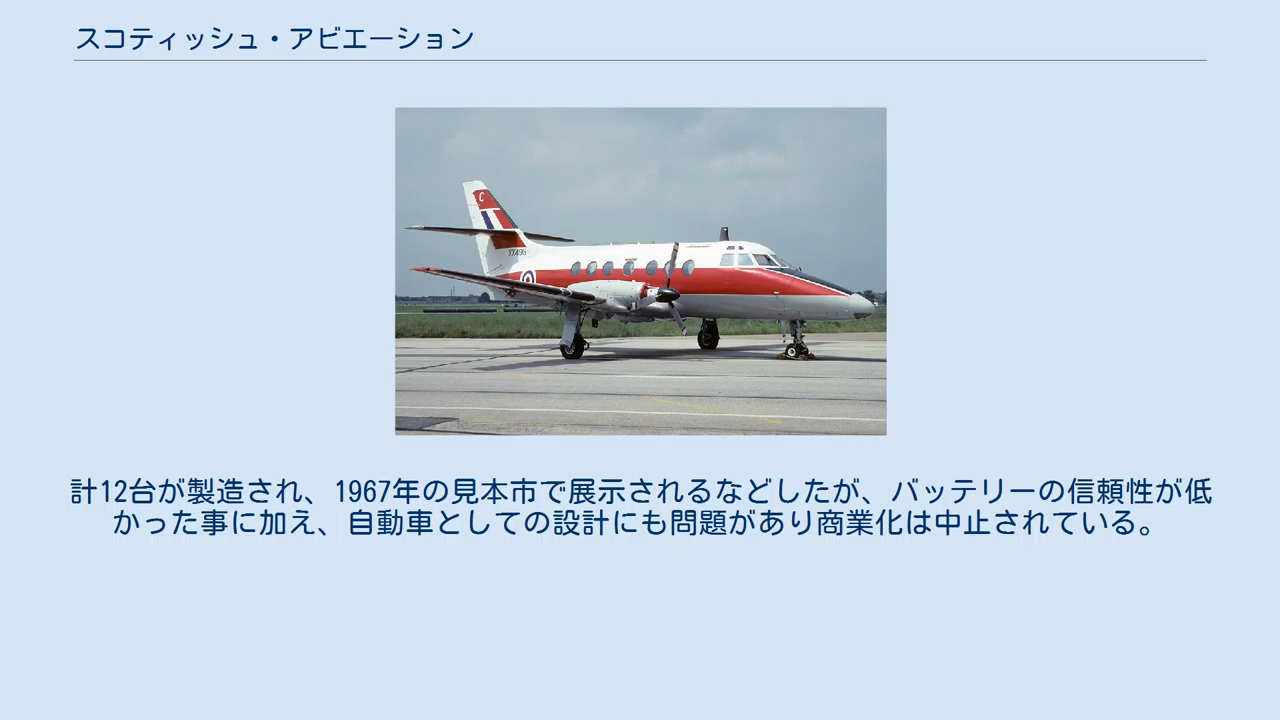 スコティッシュ・アビエーション
C
XX495
計12台が製造され、1967年の見本市で展示されるなどしたが、バッテリーの信頼性が低
かった事に加え、自動車としての設計にも問題があり商業化は中止されている。